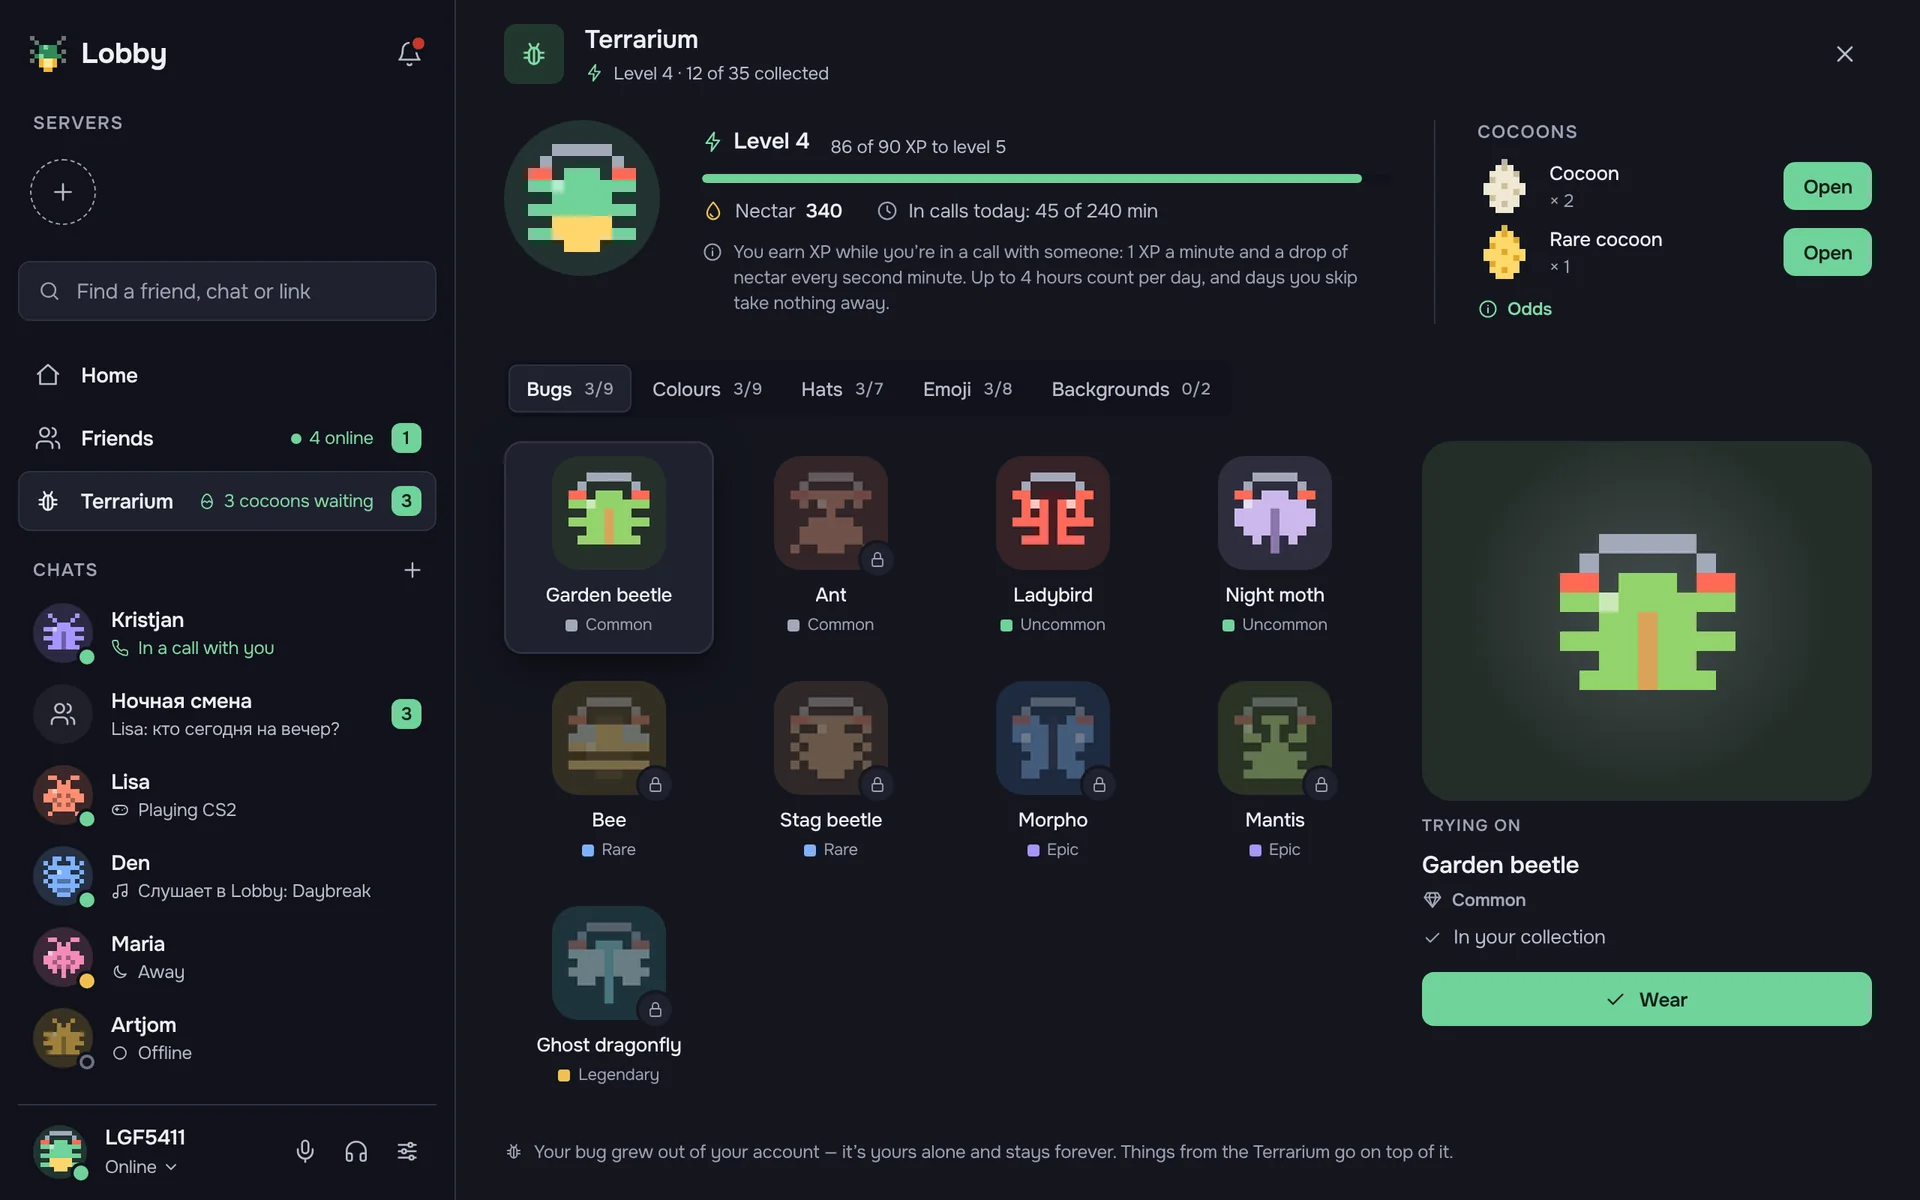 Lobby
SERVERS
Find a friend, chat or link
Home
Friends
4 online
1
Terrarium
3 cocoons waiting
3
CHATS
Kristjan
In a call with you
Ночная смена
Lisa: кто сегодня на вечер?
3
Lisa
Playing CS2
Den
Слушает в Lobby: Daybreak
Maria
Away
Artjom
Offline
LGF5411
Online
Terrarium
Level 4 · 12 of 35 collected
Level 4
86 of 90 XP to level 5
Nectar 340
In calls today: 45 of 240 min
You earn XP while you’re in a call with someone: 1 XP a minute and a drop of
nectar every second minute. Up to 4 hours count per day, and days you skip
take nothing away.
COCOONS
Cocoon
× 2
Open
Rare cocoon
× 1
Open
Odds
Bugs 3/9
Colours 3/9
Hats 3/7
Emoji 3/8
Backgrounds 0/2
Garden beetle
Common
Ant
Common
Ladybird
Uncommon
Night moth
Uncommon
Bee
Rare
Stag beetle
Rare
Morpho
Epic
Mantis
Epic
Ghost dragonfly
Legendary
TRYING ON
Garden beetle
Common
In your collection
Wear
Your bug grew out of your account — it’s yours alone and stays forever. Things from the Terrarium go on top of it.